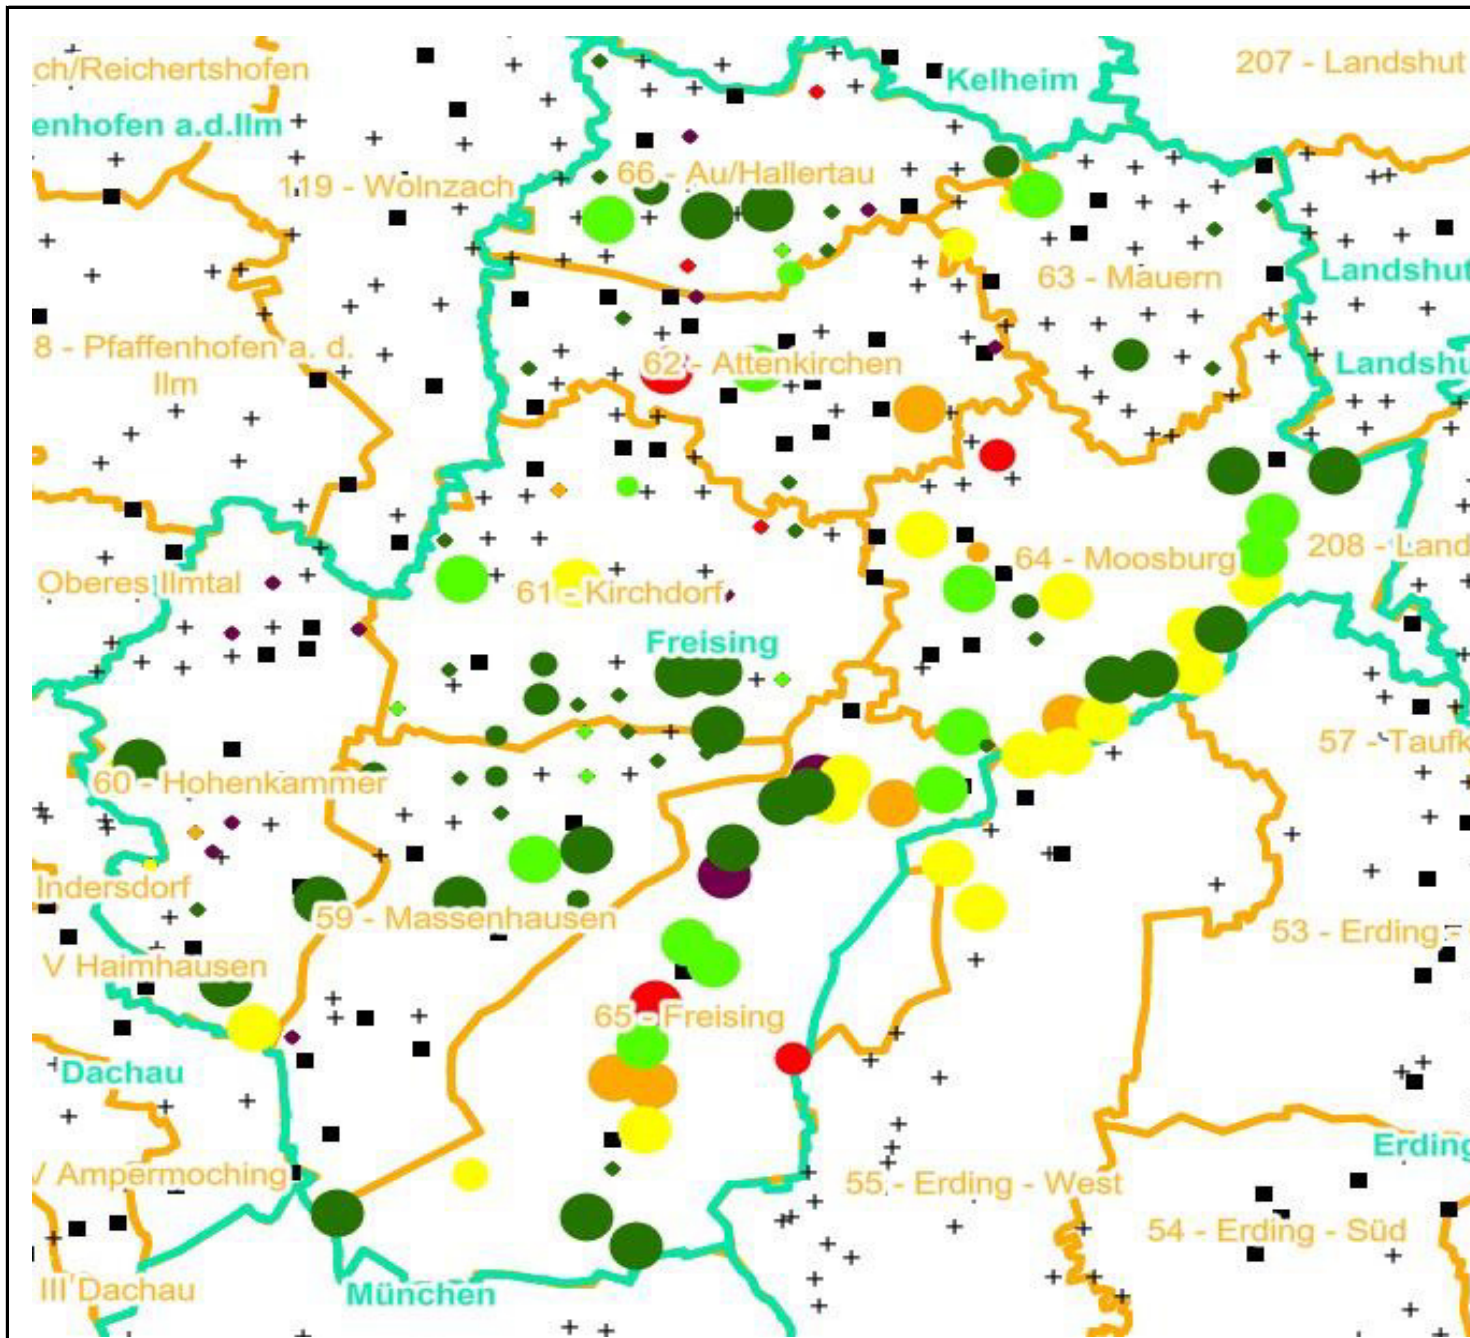 ch/Reichertshofen
207 - Landshut
Kelheim
enhofen a.d.Ilm
119 - Wolnzach
66 - Au/Hallertau
63 - Mauern
Landshut
8 - Pfaffenhofen a. d.
Ilm
62 - Attenkirchen
Landshu
64 - Moosburg
208 - Land
Oberes Ilmtal
61 - Kirchdorf
Freising
57 - Taufk
60 - Hohenkammer
Indersdorf
59 - Massenhausen
53 - Erding -
V Haimhausen
65 - Freising
Dachau
Erding
V Ampermoching
55 - Erding - West
54 - Erding - Süd
III Dachau
München